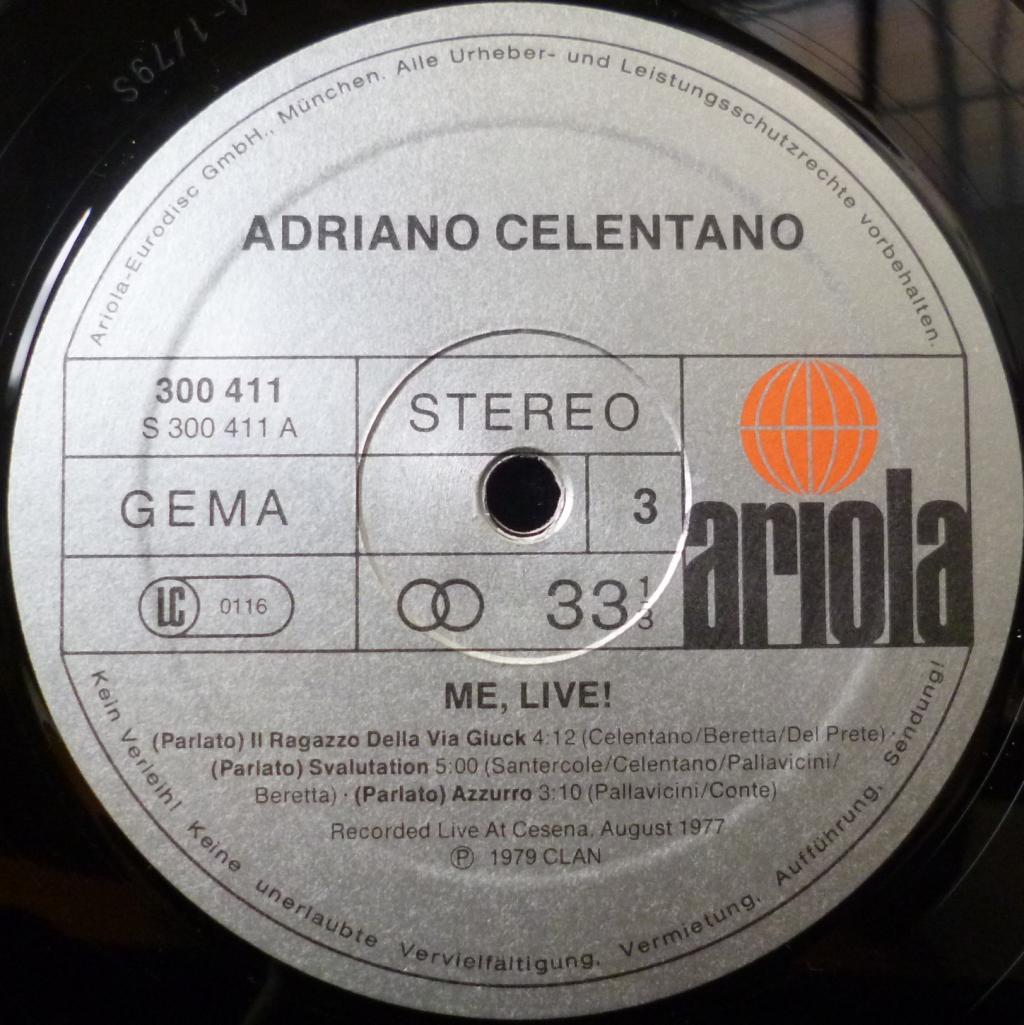 Ariola-Eurodisc GmbH., München. Alle Urheber- und Leistungsschutzrechte vorbehalten.
ADRIANO CELENTANO
300 411
S 300 411 A
STEREO
GEMA
3
ariola
LC 0116
33 1/3
ME, LIVE!
(Parlato) Il Ragazzo Della Via Gluck 4:12 (Celentano/Beretta/Del Prete) ·
(Parlato) Svalutation 5:00 (Santercole/Celentano/Pallavicini/
Beretta) · (Parlato) Azzurro 3:10 (Pallavicini/Conte)
Recorded Live At Cesena, August 1977
Ⓟ 1979 CLAN
Kein Verleih! Keine unerlaubte Vervielfältigung, Vermietung, Aufführung, Sendung!